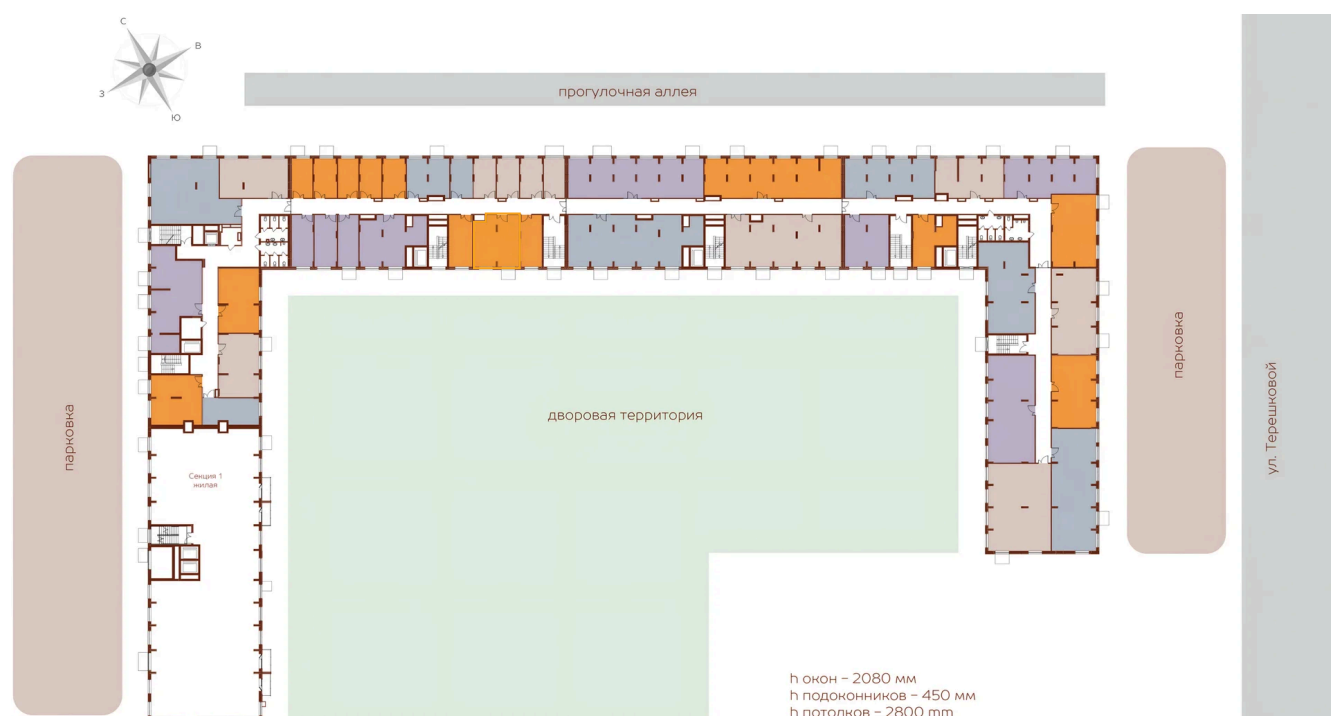 С
В
З
Ю
прогулочная аллея
парковка
дворовая территория
парковка
ул. Терешковой
Секция 1
жилая
h окон – 2080 мм
h подоконников – 450 мм
h потолков – 2800 mm